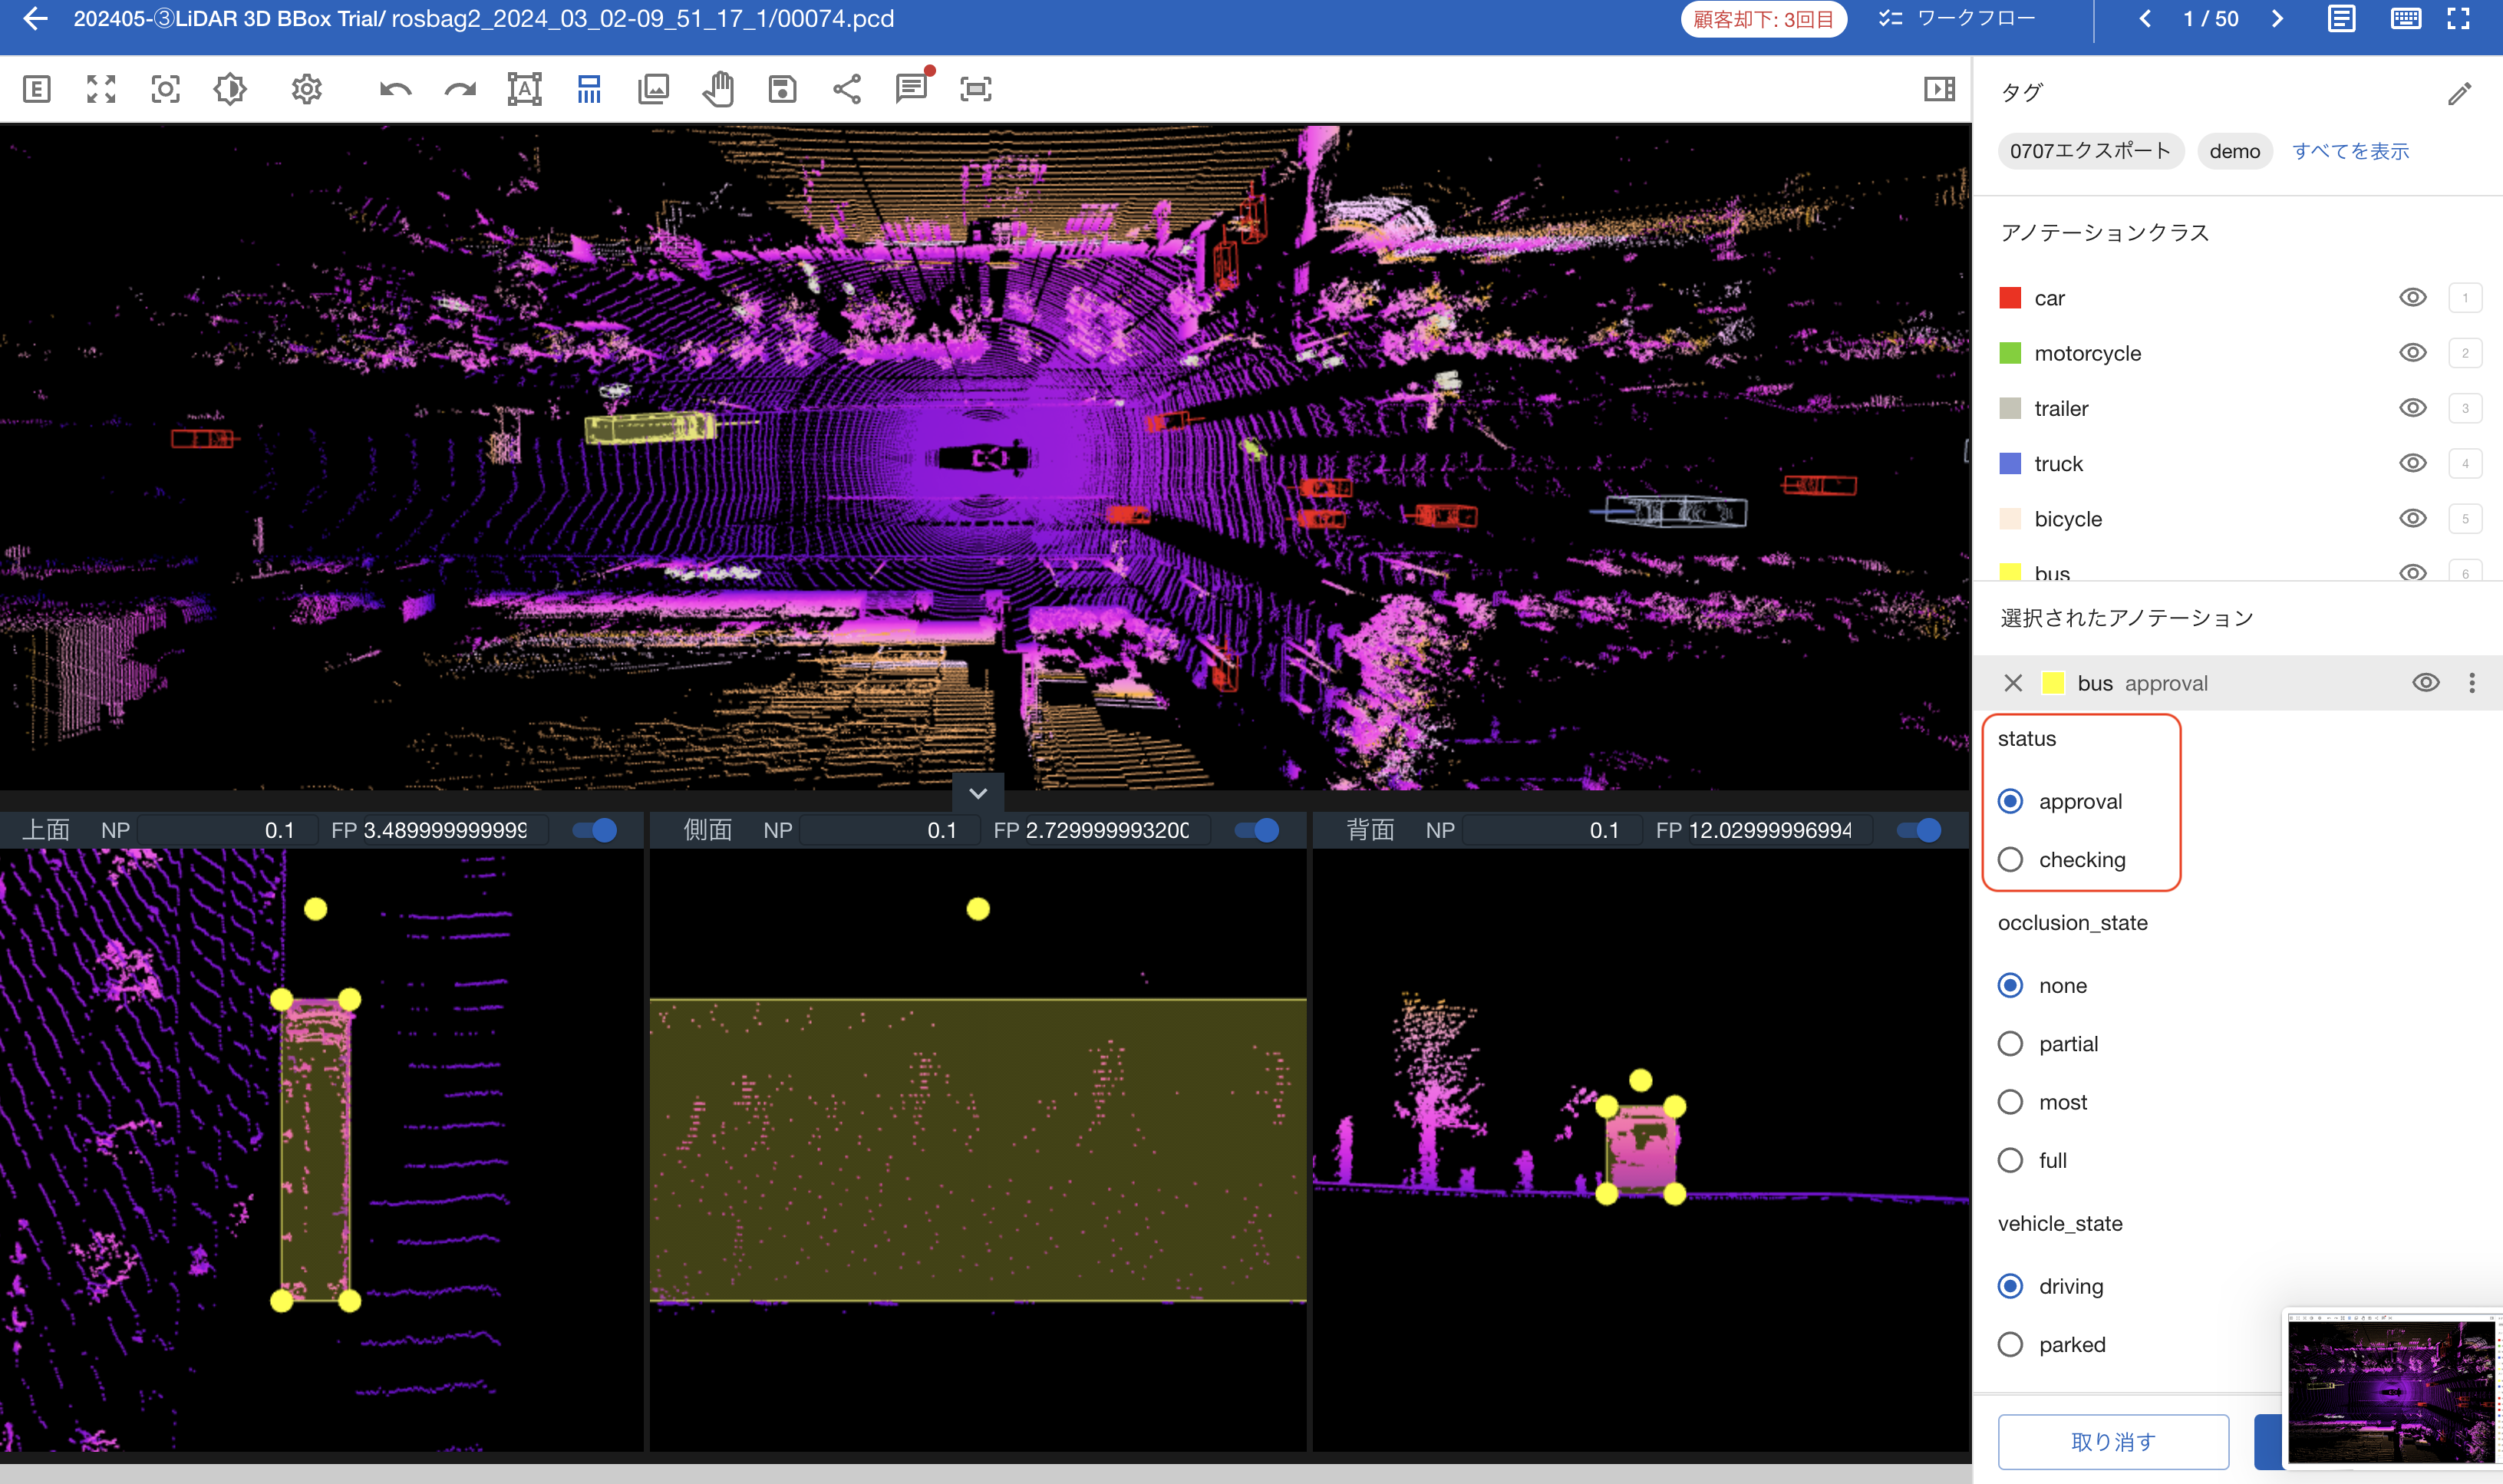 202405-③LiDAR 3D BBox Trial/ rosbag2_2024_03_02-09_51_17_1/00074.pcd
顧客却下: 3回目
ワークフロー
1 / 50
E
A
タグ
0707エクスポート
demo
すべてを表示
アノテーションクラス
car
1
motorcycle
2
trailer
3
truck
4
bicycle
5
bus
6
選択されたアノテーション
bus approval
status
approval
checking
occlusion_state
none
partial
most
full
vehicle_state
driving
parked
取り消す
上面 NP 0.1 FP 3.48999999999
側面 NP 0.1 FP 2.72999999320
背面 NP 0.1 FP 12.02999996994